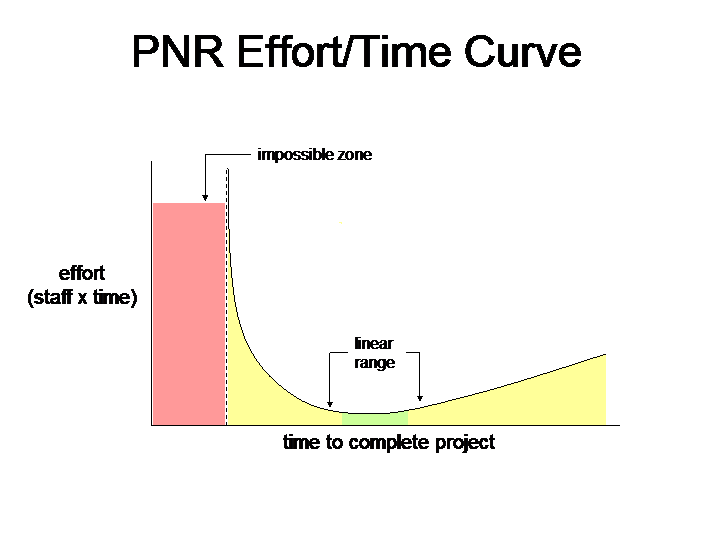 PNR Effort/Time Curve
impossible zone
effort
(staff x time)
linear
range
time to complete project